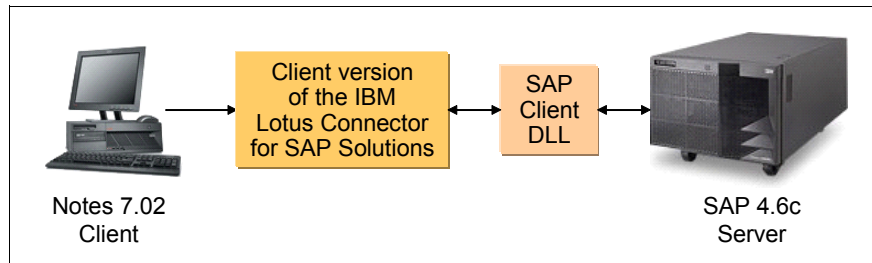 Client version
of the IBM
Lotus Connector
for SAP Solutions
SAP
Client
DLL
Notes 7.02
Client
SAP 4.6c
Server